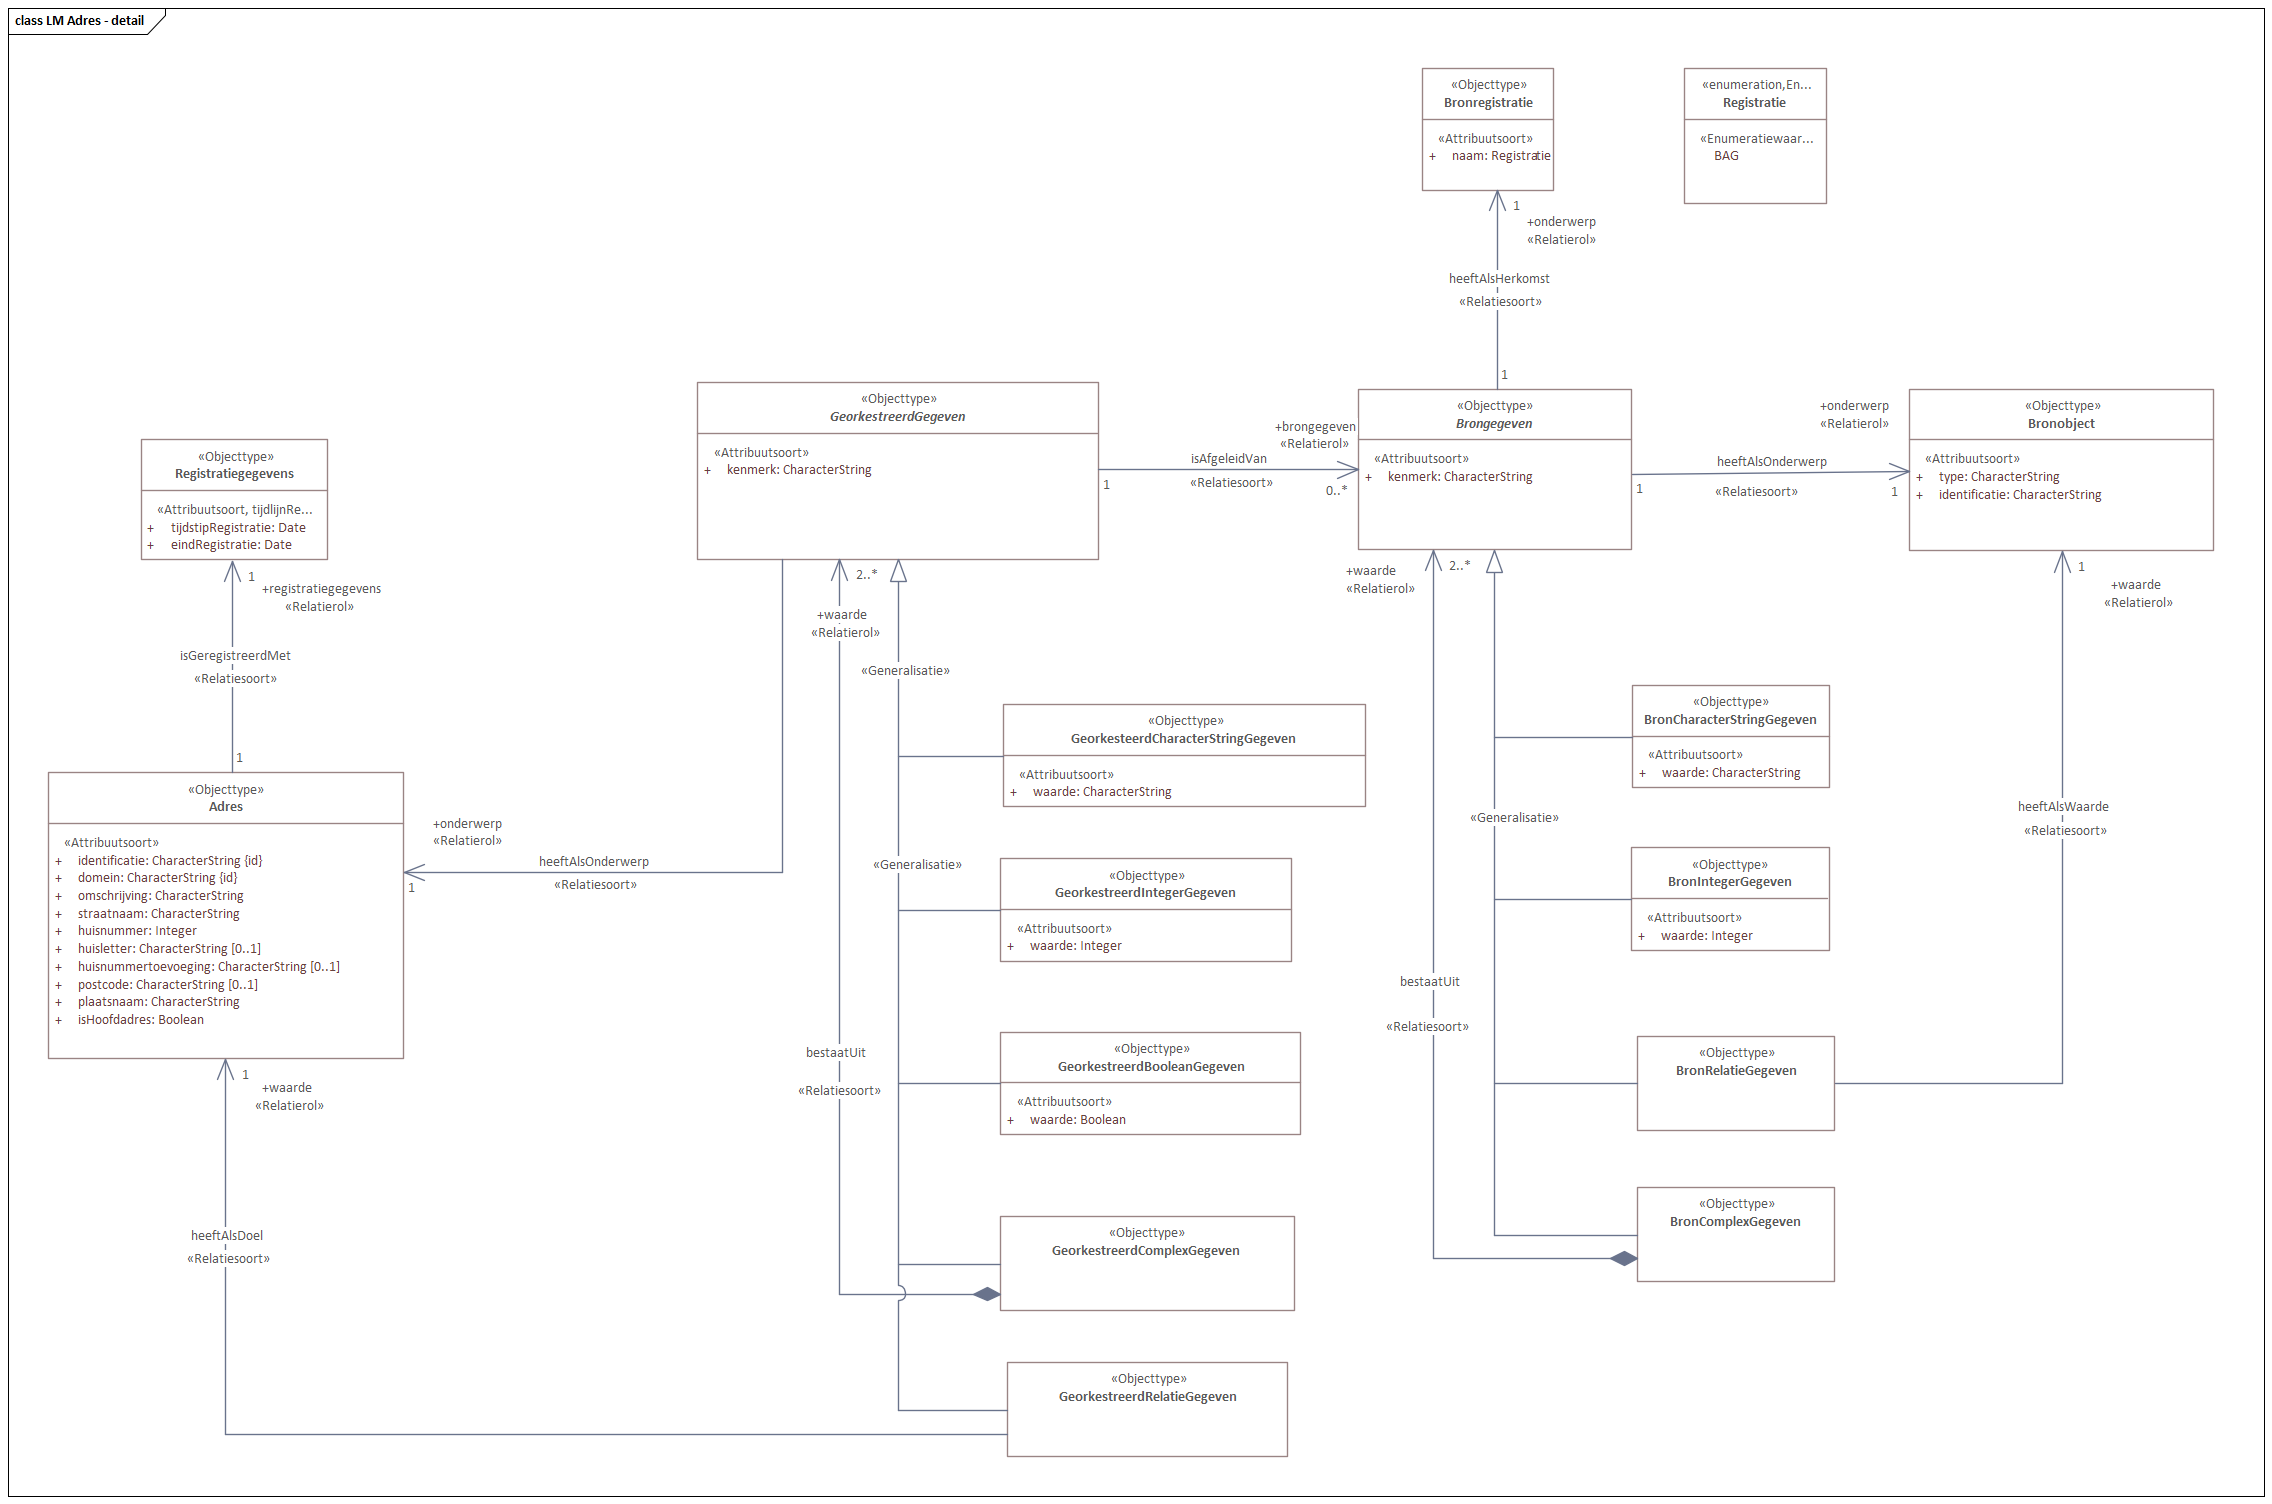 class LM Adres - detail
«Objecttype»
Bronregistratie
«Attribuutsoort»
+ naam: Registratie
«enumeration,En...
Registratie
«Enumeratiewaar...
BAG
1
+onderwerp
«Relatierol»
heeftAlsHerkomst
«Relatiesoort»
1
«Objecttype»
GeorkestreerdGegeven
«Attribuutsoort»
+ kenmerk: CharacterString
+brongegeven
«Relatierol»
isAfgeleidVan
«Relatiesoort»
1
0..*
«Objecttype»
Brongegeven
«Attribuutsoort»
+ kenmerk: CharacterString
+onderwerp
«Relatierol»
heeftAlsOnderwerp
«Relatiesoort»
1
1
«Objecttype»
Bronobject
«Attribuutsoort»
+ type: CharacterString
+ identificatie: CharacterString
«Objecttype»
Registratiegegevens
«Attribuutsoort, tijdlijnRe...
+ tijdstipRegistratie: Date
+ eindRegistratie: Date
1
+registratiegegevens
«Relatierol»
isGeregistreerdMet
«Relatiesoort»
1
2..*
+waarde
«Relatierol»
«Generalisatie»
+waarde
«Relatierol»
2..*
1
+waarde
«Relatierol»
«Objecttype»
Adres
«Attribuutsoort»
+ identificatie: CharacterString {id}
+ domein: CharacterString {id}
+ omschrijving: CharacterString
+ straatnaam: CharacterString
+ huisnummer: Integer
+ huisletter: CharacterString [0..1]
+ huisnummertoevoeging: CharacterString [0..1]
+ postcode: CharacterString [0..1]
+ plaatsnaam: CharacterString
+ isHoofdadres: Boolean
+onderwerp
«Relatierol»
1
heeftAlsOnderwerp
«Relatiesoort»
«Objecttype»
GeorkesteerdCharacterStringGegeven
«Attribuutsoort»
+ waarde: CharacterString
«Generalisatie»
«Objecttype»
GeorkestreerdIntegerGegeven
«Attribuutsoort»
+ waarde: Integer
«Objecttype»
BronCharacterStringGegeven
«Attribuutsoort»
+ waarde: CharacterString
«Generalisatie»
heeftAlsWaarde
«Relatiesoort»
«Objecttype»
BronIntegerGegeven
«Attribuutsoort»
+ waarde: Integer
bestaatUit
«Relatiesoort»
bestaatUit
«Relatiesoort»
«Objecttype»
GeorkestreerdBooleanGegeven
«Attribuutsoort»
+ waarde: Boolean
«Objecttype»
BronRelatieGegeven
1
+waarde
«Relatierol»
heeftAlsDoel
«Relatiesoort»
«Objecttype»
GeorkestreerdComplexGegeven
«Objecttype»
BronComplexGegeven
«Objecttype»
GeorkestreerdRelatieGegeven